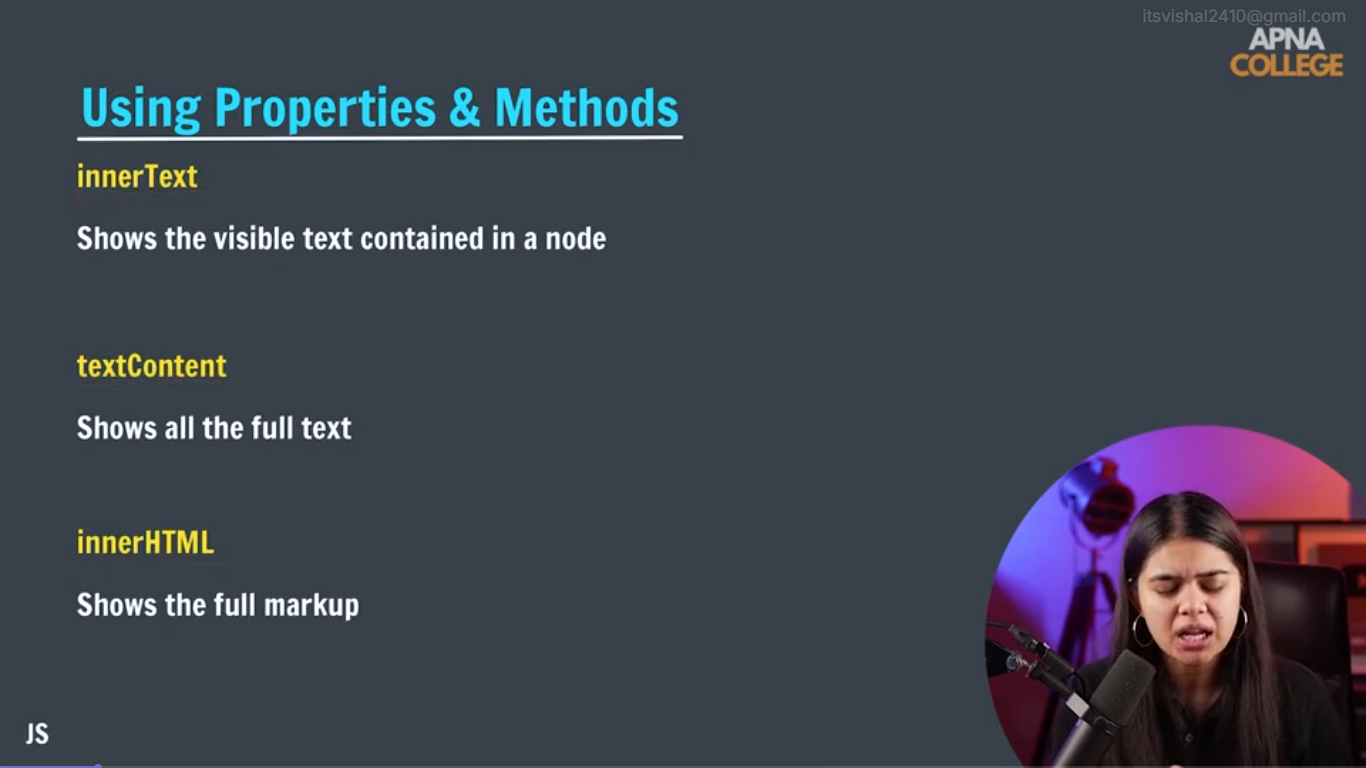 itsvishal2410@gmail.com
APNA
COLLEGE
Using Properties & Methods
innerText
Shows the visible text contained in a node
textContent
Shows all the full text
innerHTML
Shows the full markup
JS